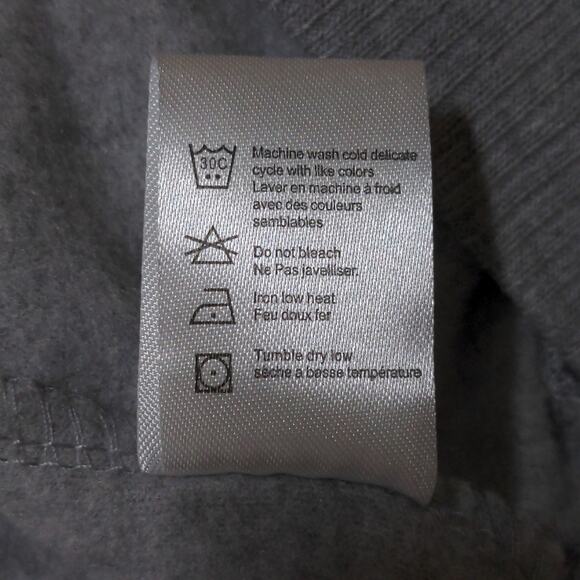 30C
Machine wash cold delicate
cycle with like colors
Laver en machine à froid
avec des couleurs
semblables
Do not bleach
Ne Pas javelliser.
Iron low heat
Feu doux fer
Tumble dry low
sèche à basse température